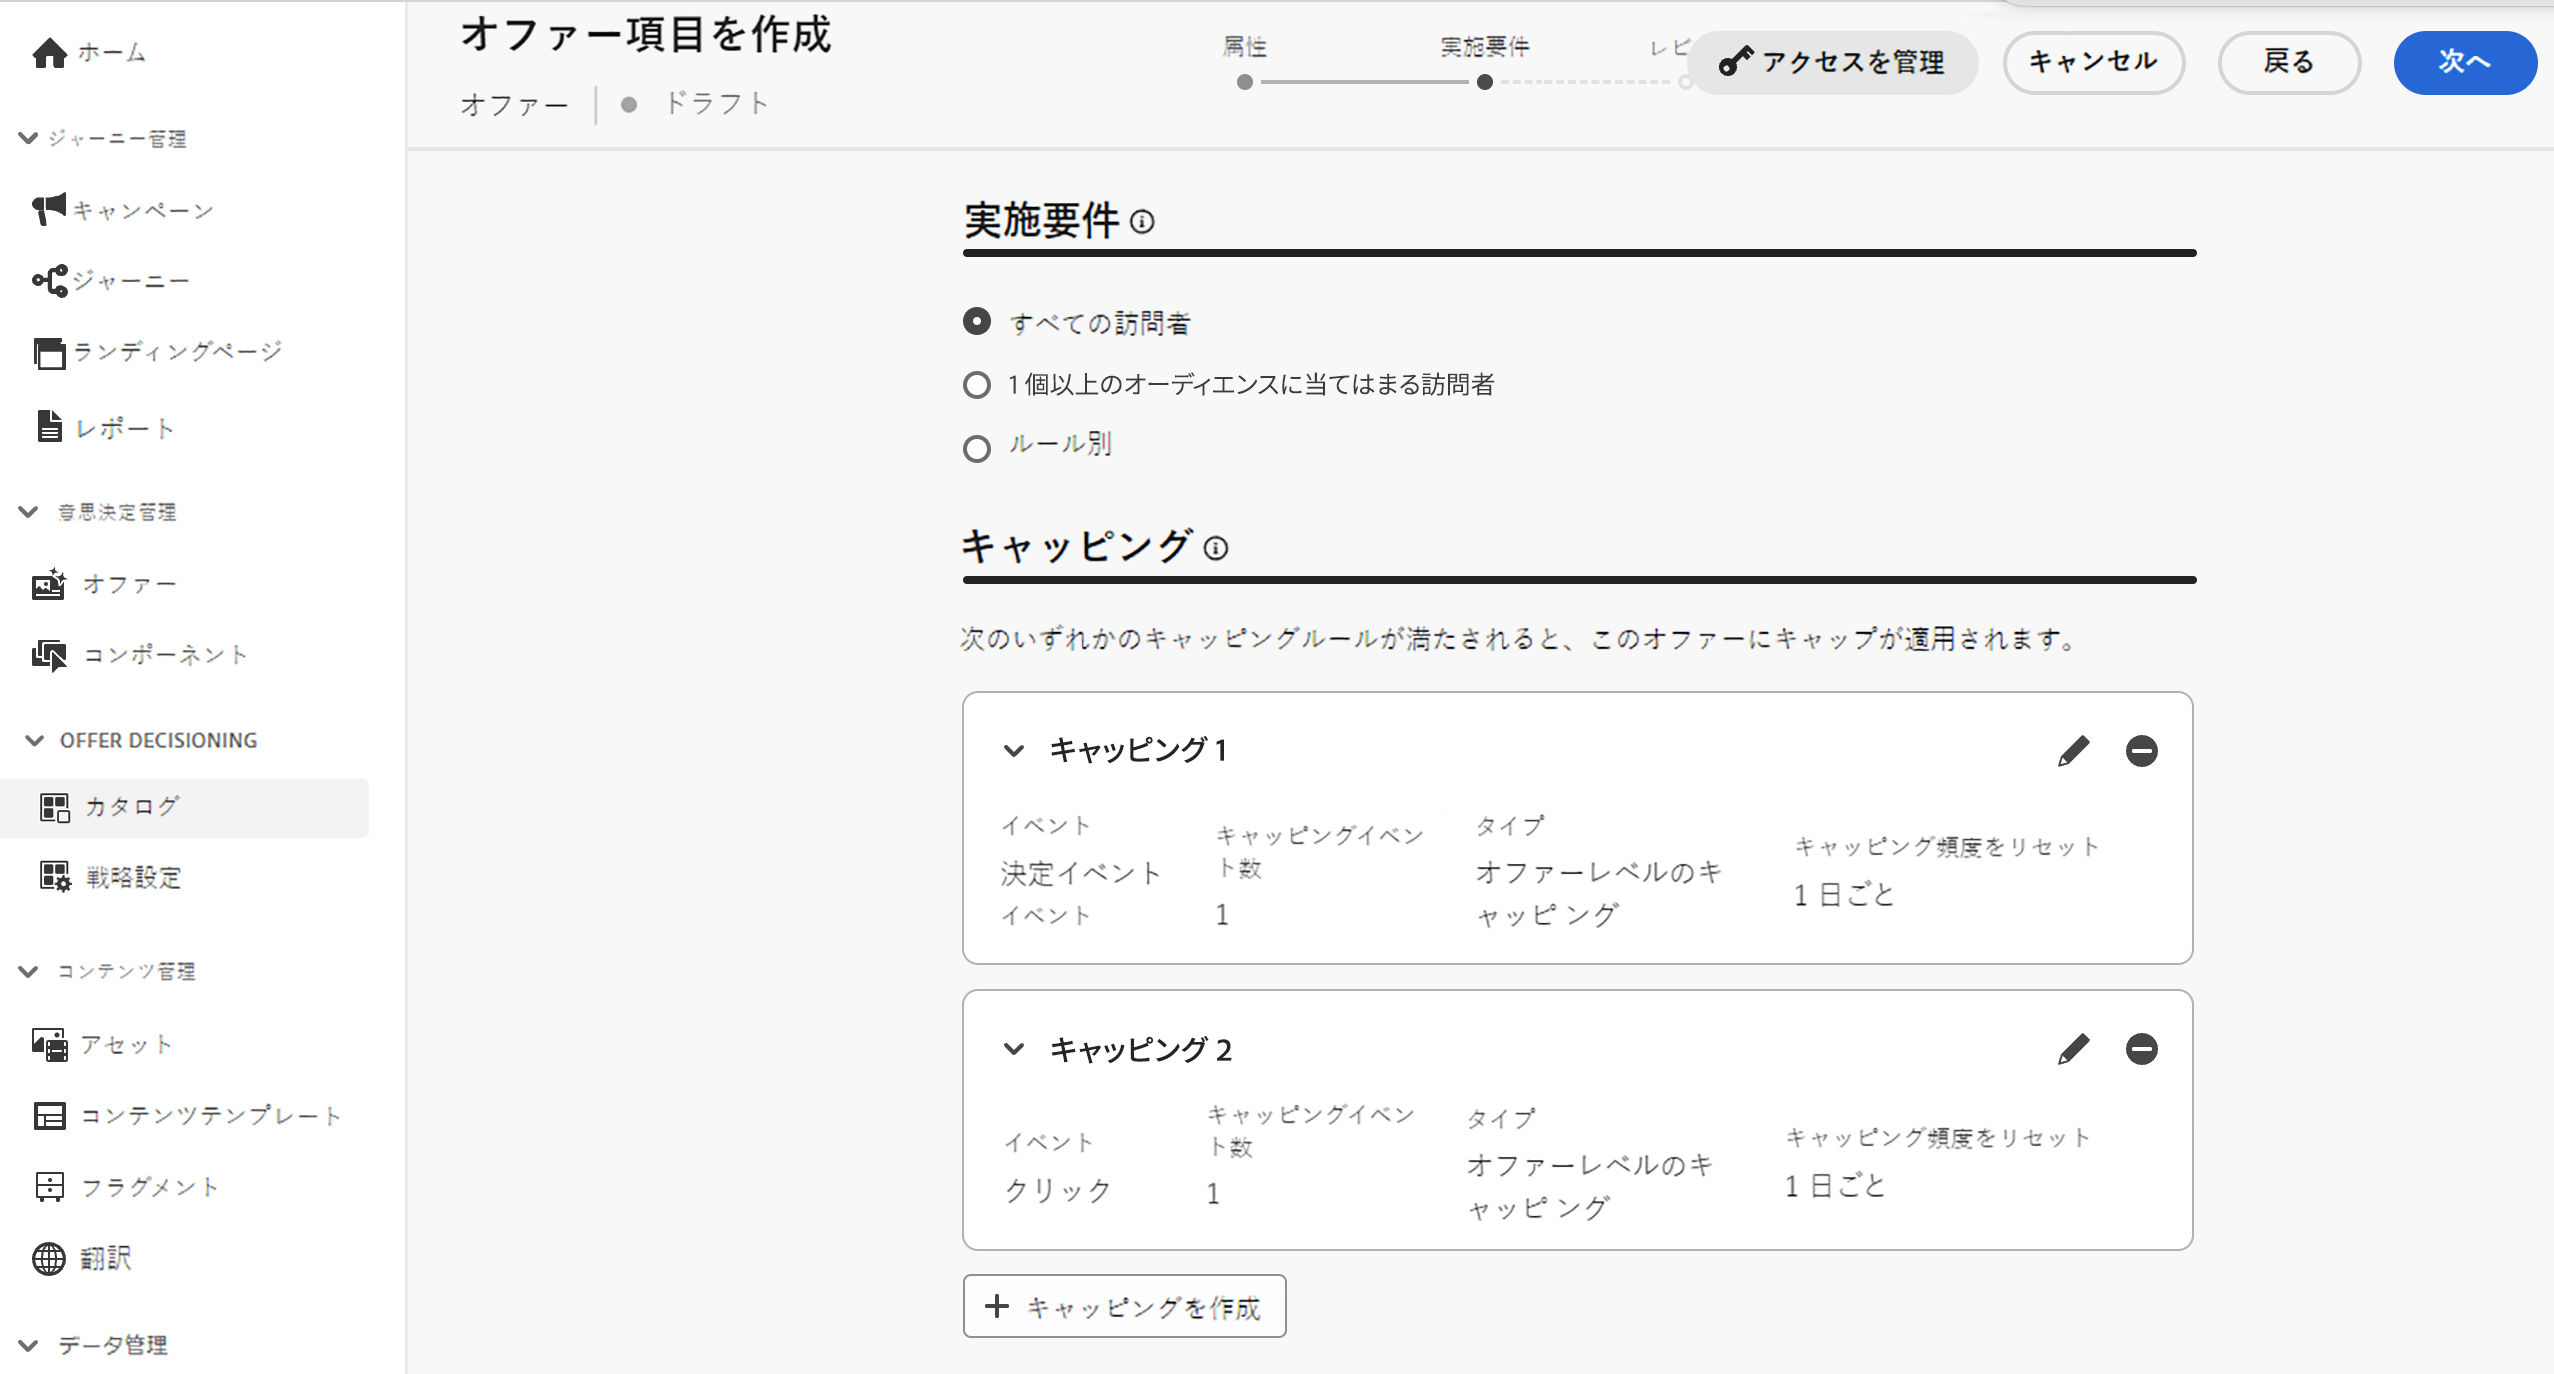 ホーム
ジャーニー管理
キャンペーン
ジャーニー
ランディングページ
レポート
意思決定管理
オファー
コンポーネント
OFFER DECISIONING
カタログ
戦略設定
コンテンツ管理
アセット
コンテンツテンプレート
フラグメント
翻訳
データ管理
オファー項目を作成
オファー
ドラフト
属性
実施要件
レビ
アクセスを管理
キャンセル
戻る
次へ
実施要件
すべての訪問者
1 個以上のオーディエンスに当てはまる訪問者
ルール別
キャッピング
次のいずれかのキャッピングルールが満たされると、このオファーにキャップが適用されます。
キャッピング 1
イベント
決定イベント
イベント
キャッピングイベン
ト数
1
タイプ
オファーレベルのキ
ャッピ ング
キャッピング頻度をリセット
1 日ごと
キャッピング 2
イベント
クリック
キャッピングイベン
ト数
1
タイプ
オファーレベルのキ
ャッピ ング
キャッピング頻度をリセット
1 日ごと
キャッピングを作成